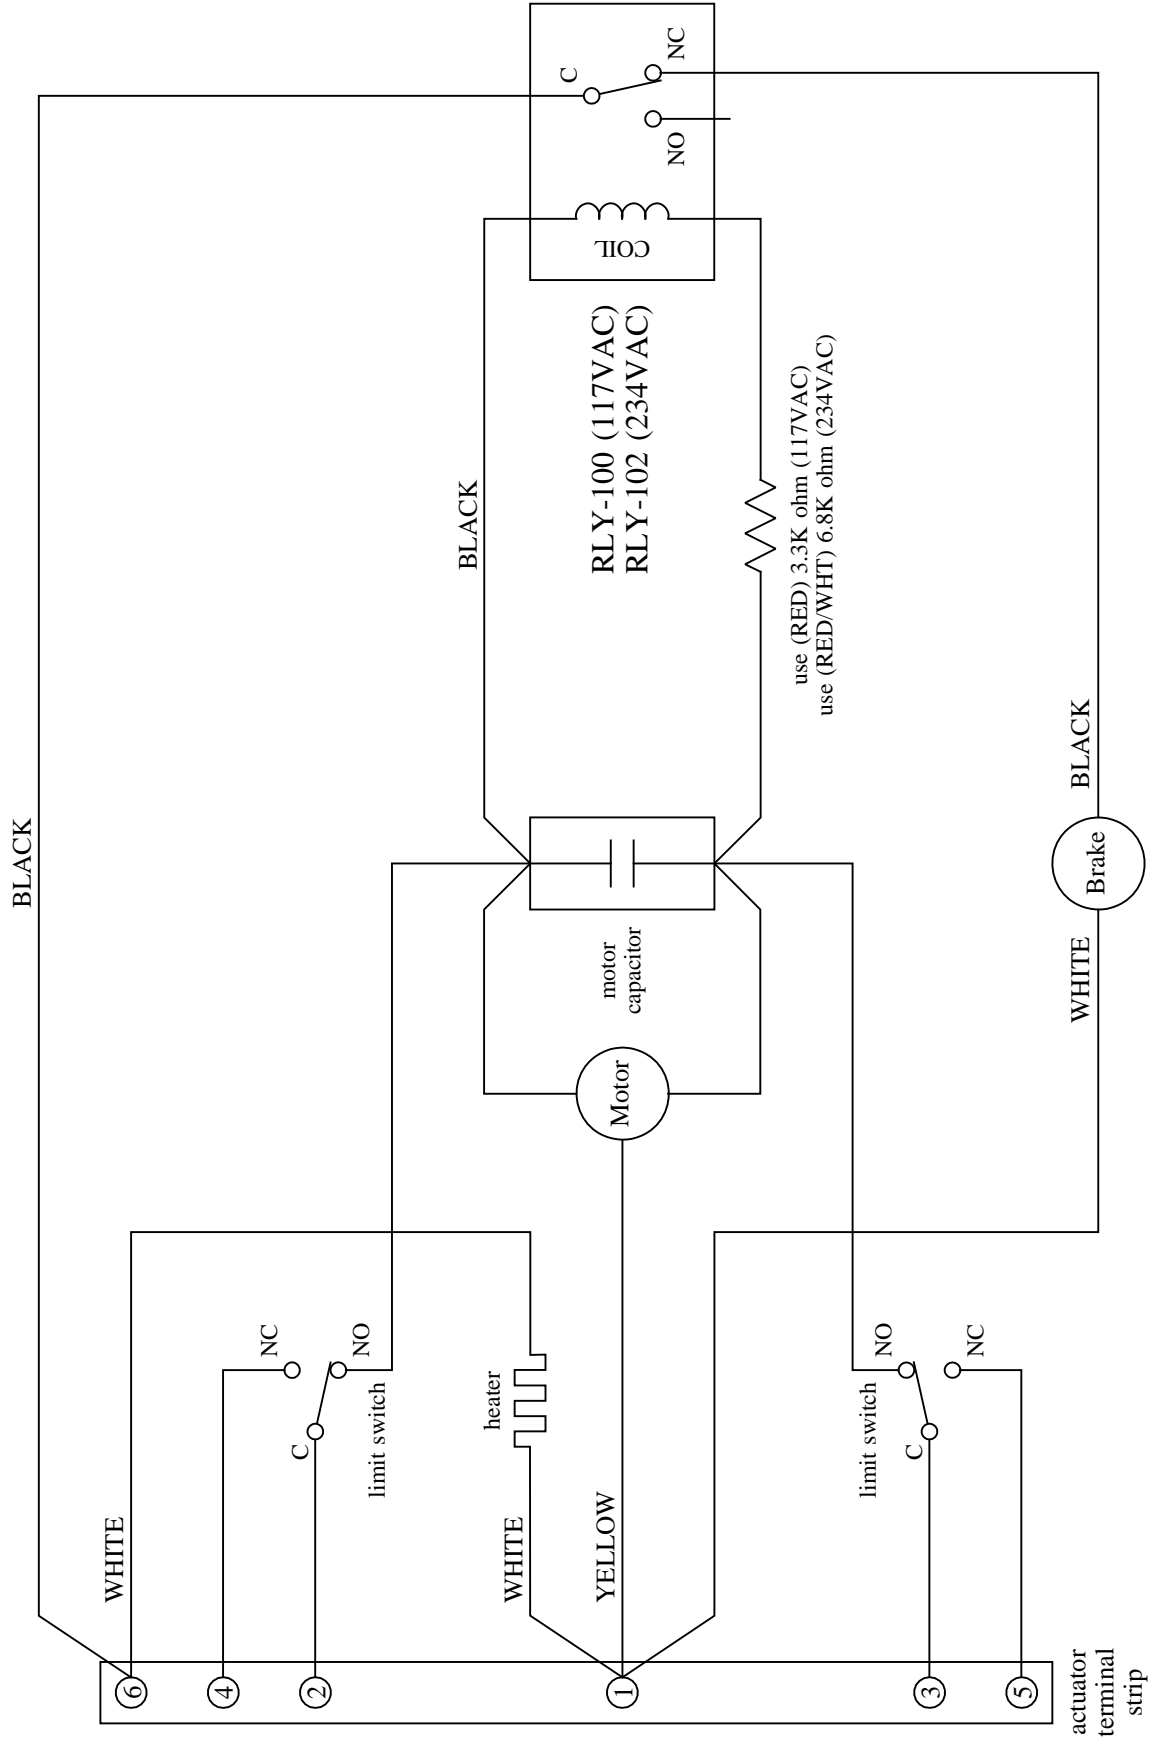 BLACK
C
NC
NO
COIL
BLACK
RLY-100 (117VAC)
RLY-102 (234VAC)
use (RED) 3.3K ohm (117VAC)
use (RED/WHT) 6.8K ohm (234VAC)
motor
capacitor
Motor
BLACK
Brake
WHITE
WHITE
NC
NO
C
limit switch
heater
WHITE
YELLOW
NO
NC
C
limit switch
6
4
2
1
3
5
actuator
terminal
strip